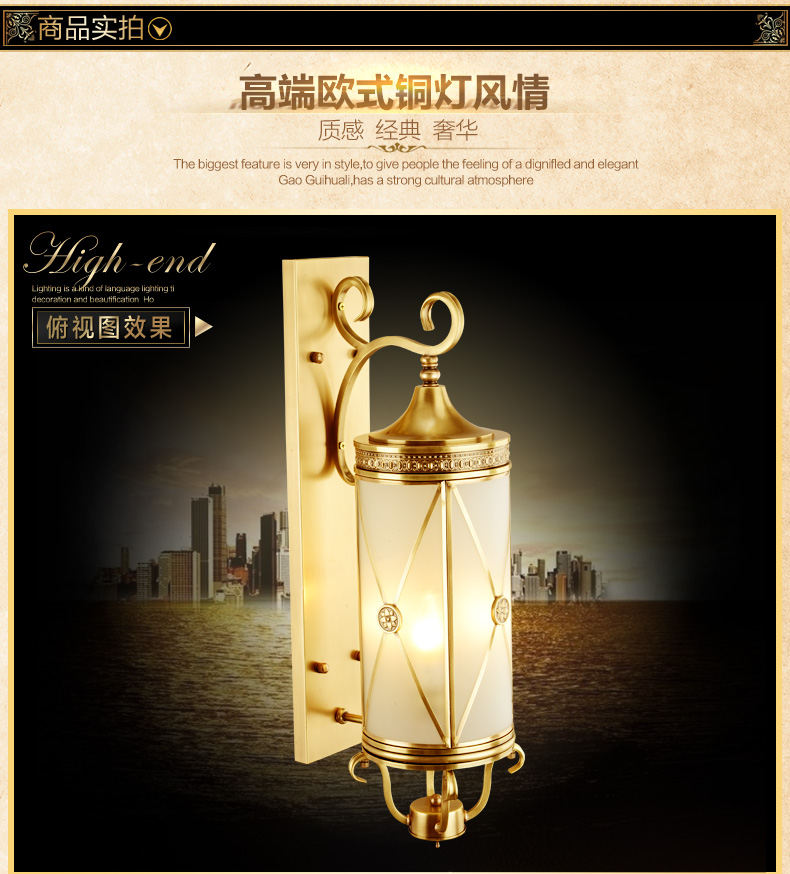 商品实拍
高端欧式铜灯风情
质感 经典 奢华
The biggest feature is very in style,to give people the feeling of a dignified and elegant
Gao Guihuali,has a strong cultural atmosphere
High-end
Lighting is a kind of language lighting ti
decoration and beautification Ho
俯视图效果